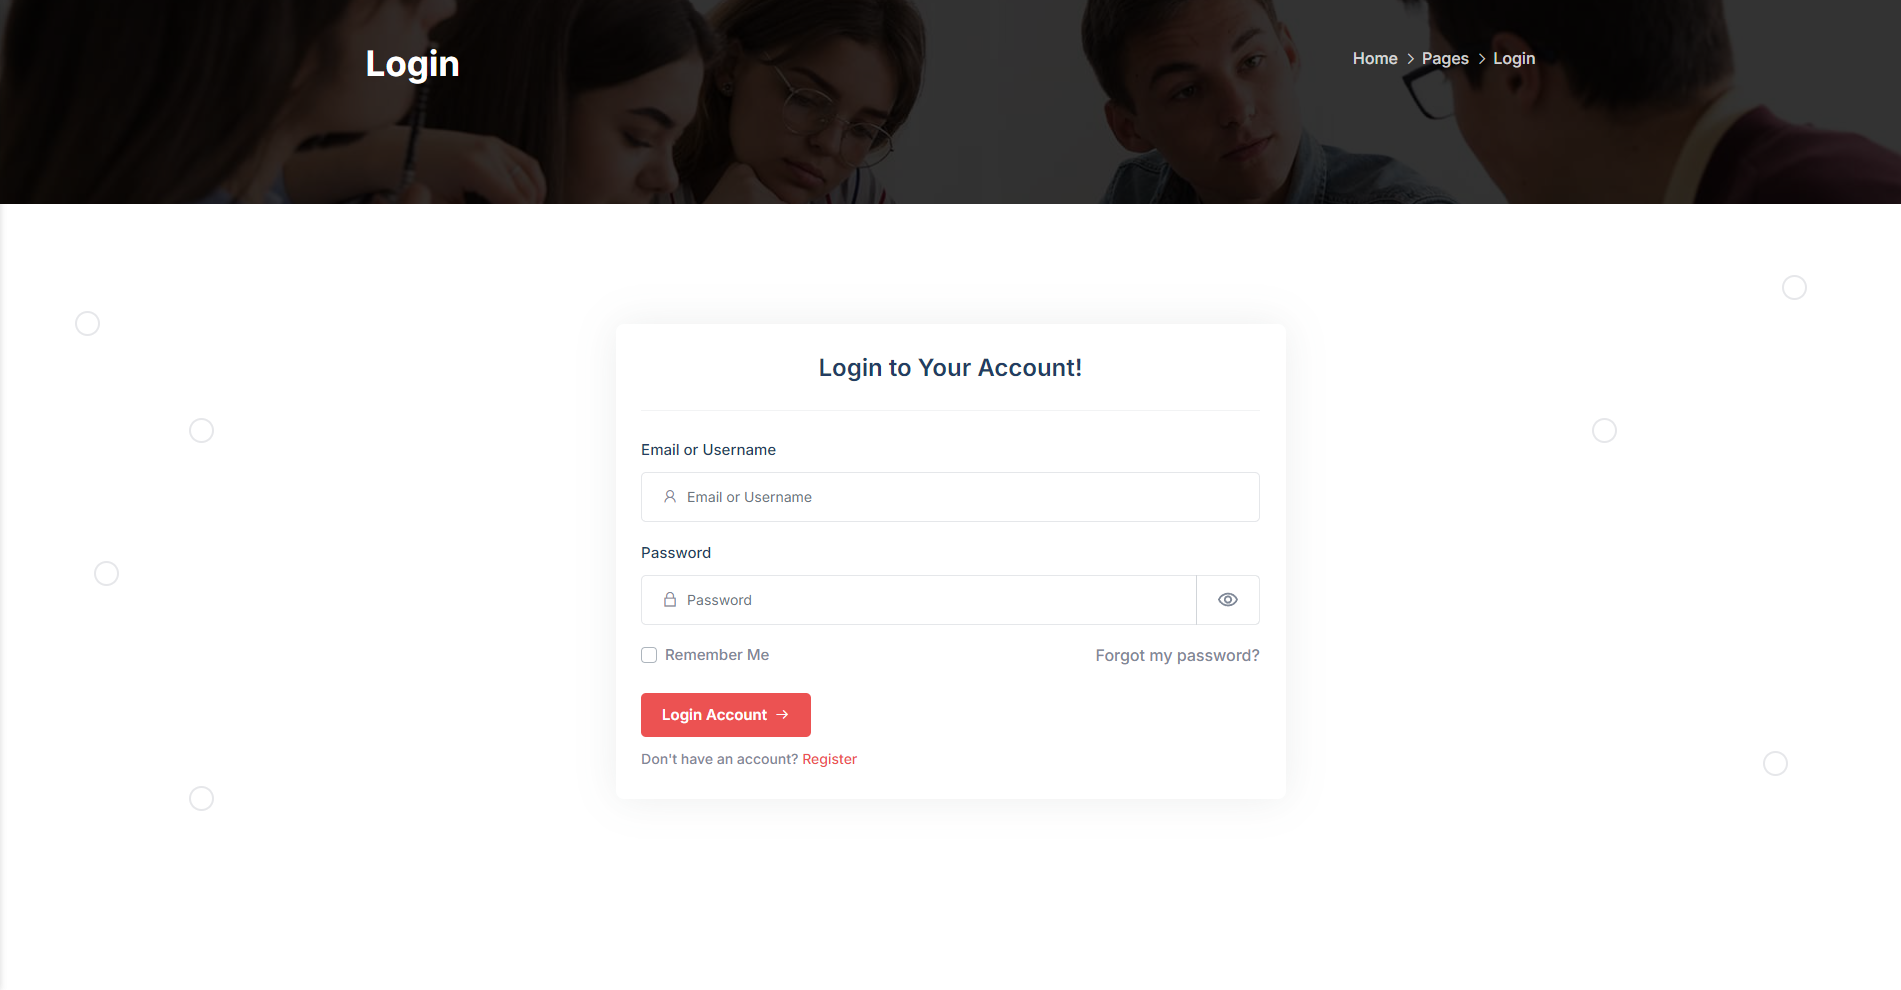 Login
Home > Pages > Login
Login to Your Account!
Email or Username
Email or Username
Password
Password
Remember Me
Forgot my password?
Login Account →
Don't have an account? Register